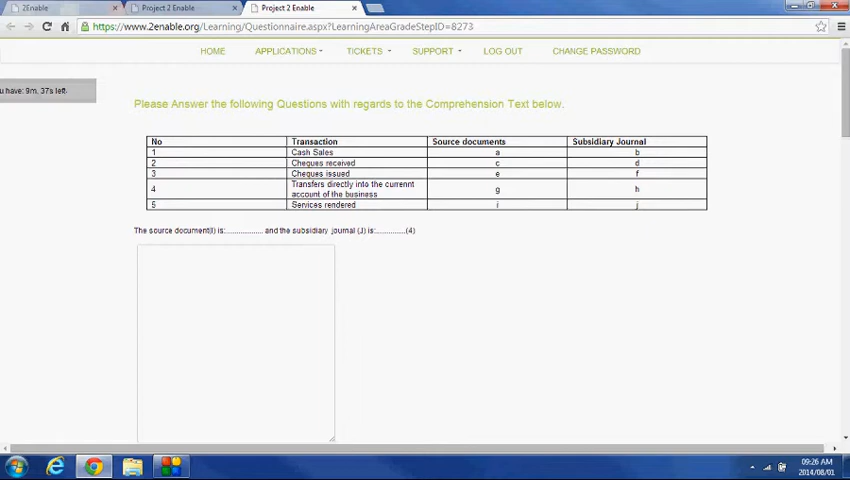 2Enable
Project 2 Enable
Project 2 Enable
https://www.2enable.org/Learning/Questionnaire.aspx?LearningAreaGradeStepID=8273
HOME APPLICATIONS TICKETS SUPPORT LOG OUT CHANGE PASSWORD
u have: 9m, 37s left
Please Answer the following Questions with regards to the Comprehension Text below.
No Transaction Source documents Subsidiary Journal
1 Cash Sales a b
2 Cheques received c d
3 Cheques issued e f
4 Transfers directly into the currennt account of the business g h
5 Services rendered i j
The source document(I) is:................. and the subsidiary journal (J) is:..............(4)
09:26 AM
2014/08/01